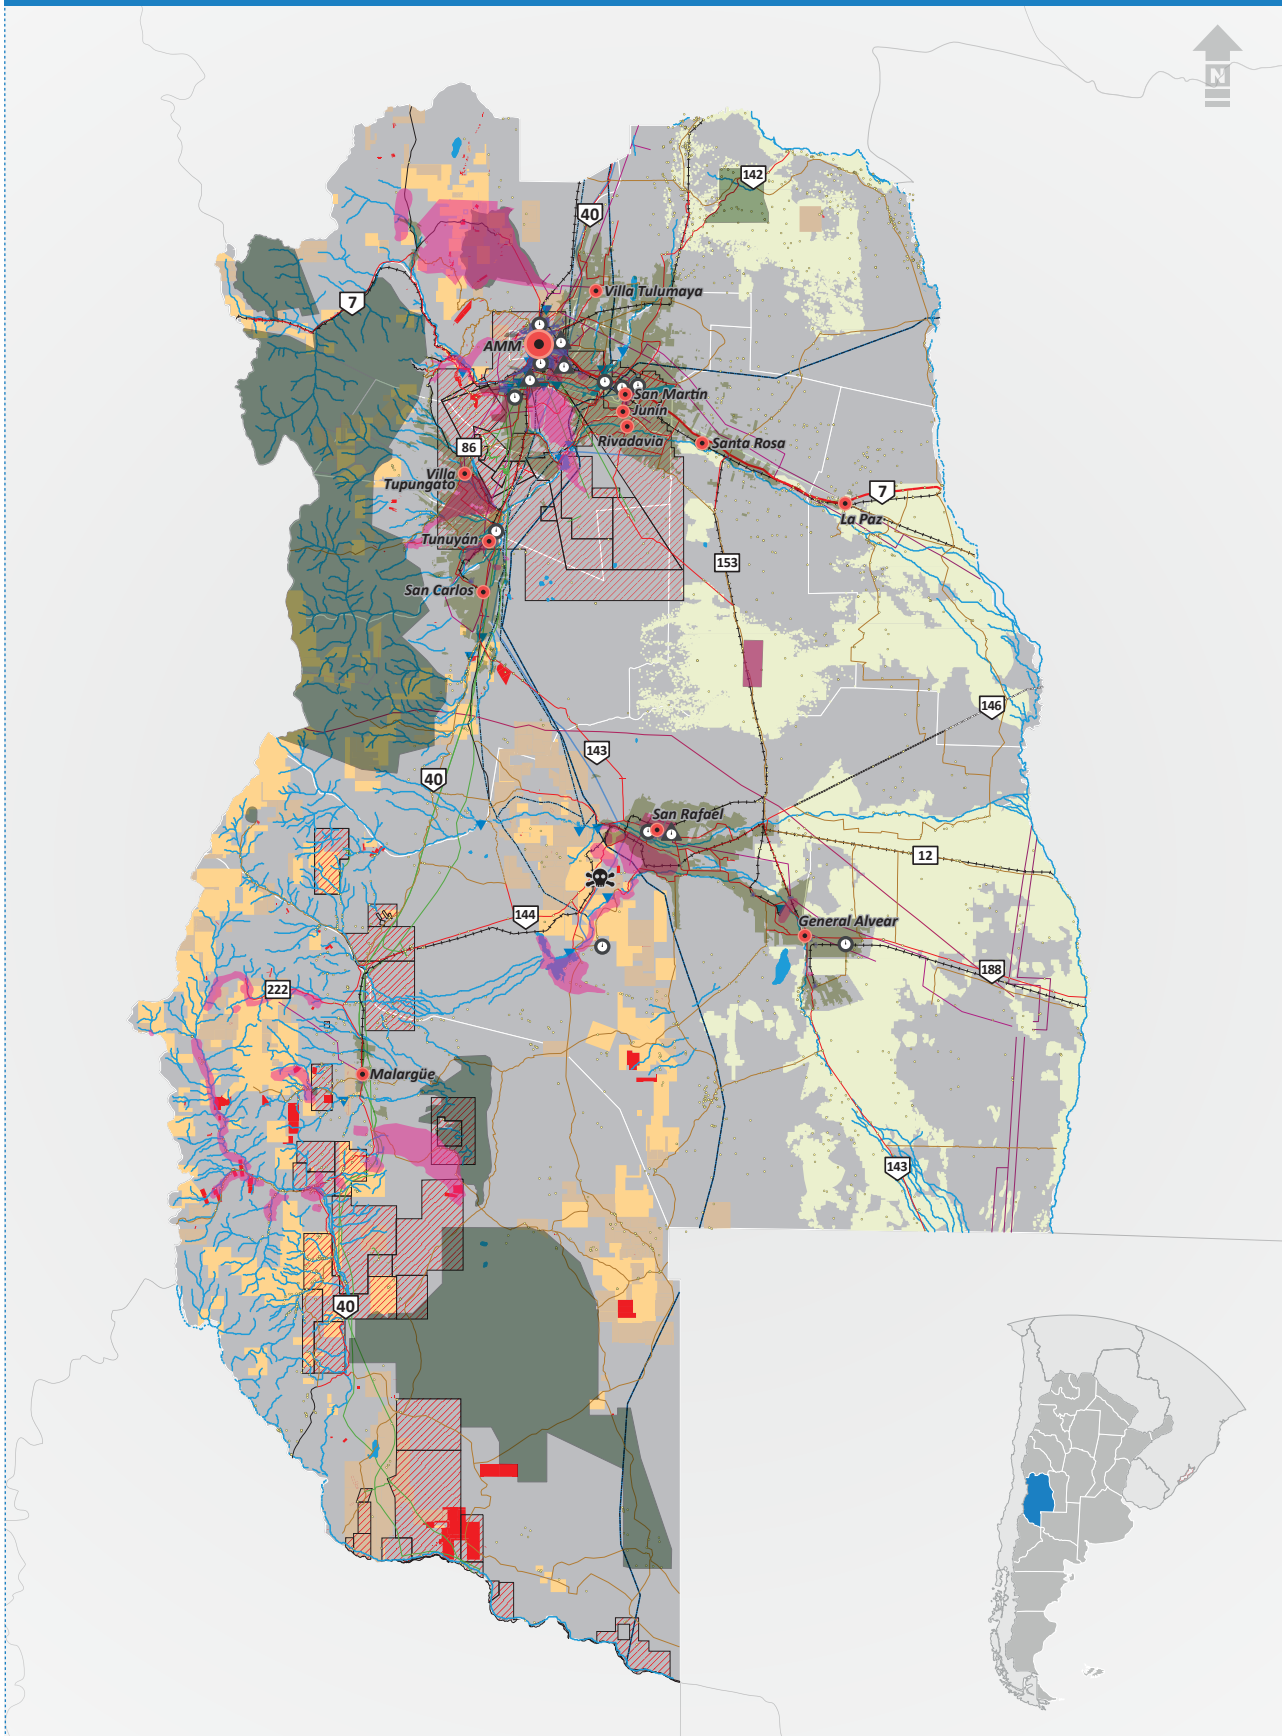 N
142
40
7
Villa Tulumaya
AMM
San Martín
Junín
Rivadavia
Santa Rosa
86
Villa
Tupungato
7
La Paz
Tunuyán
153
San Carlos
146
143
40
San Rafael
12
144
General Alvear
188
222
Malargüe
143
40